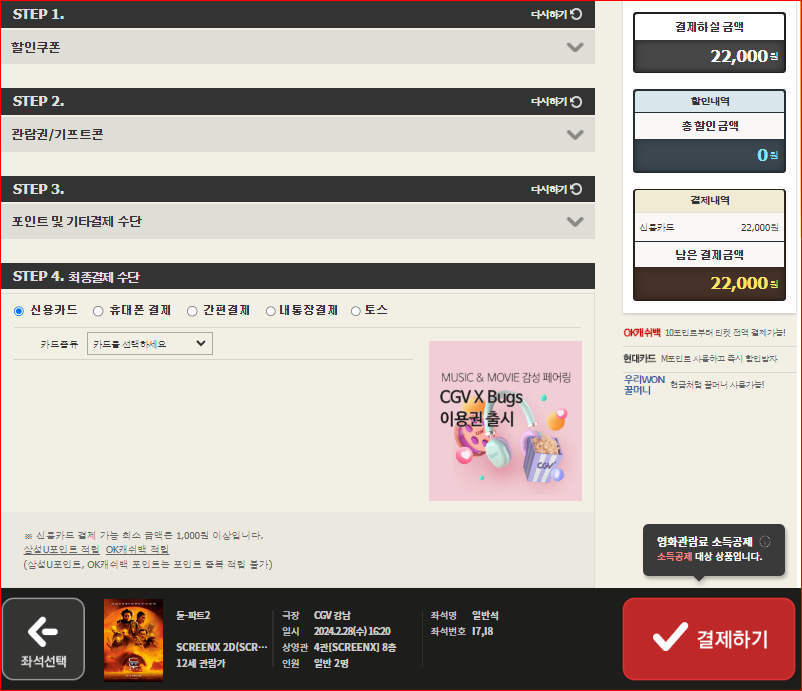 STEP 1. 다시하기
할인쿠폰
STEP 2. 다시하기
관람권/기프트콘
STEP 3. 다시하기
포인트 및 기타결제 수단
STEP 4. 최종결제 수단
신용카드 휴대폰 결제 간편결제 내통장결제 토스
카드종류 카드를 선택하세요
MUSIC & MOVIE 감성 페어링
CGV X Bugs
이용권 출시
CGV
※ 신용카드 결제 가능 최소 금액은 1,000원 이상입니다.
삼성U포인트 적립 OK캐쉬백 적립
(삼성U포인트, OK캐쉬백 포인트는 포인트 중복 적립 불가)
결제하실 금액
22,000원
할인내역
총 할인 금액
0원
결제내역
신용카드 22,000원
남은 결제금액
22,000원
OK캐쉬백 10포인트부터 티켓 전액 결제가능!
현대카드 M포인트 사용하고 즉시 할인받자
우리WON
꿀머니 현금처럼 꿀머니 사용가능!
영화관람료 소득공제
소득공제 대상 상품입니다.
좌석선택
듄-파트2
SCREENX 2D(SCR···
12세 관람가
극장 CGV 강남
일시 2024.2.28(수) 16:20
상영관 4관[SCREENX] 8층
인원 일반 2명
좌석명 일반석
좌석번호 I7,I8
결제하기